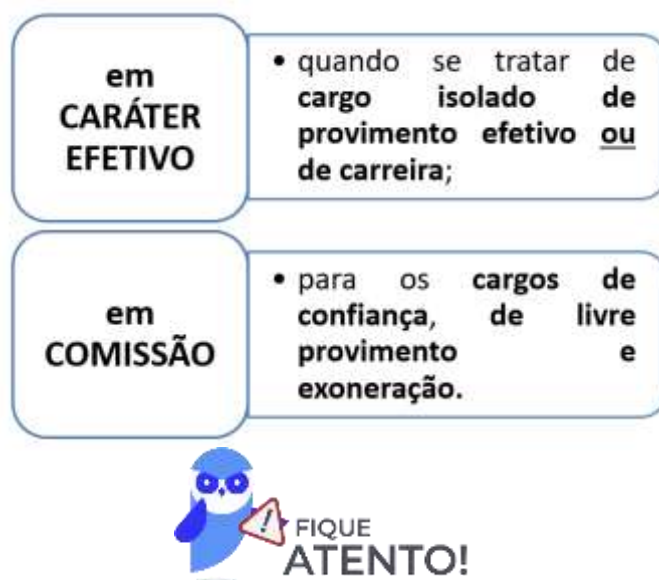 em
CARÁTER
EFETIVO
• quando se tratar de
cargo isolado de
provimento efetivo ou
de carreira;
em
COMISSÃO
• para os cargos de
confiança, de livre
provimento e
exoneração.
FIQUE
ATENTO!